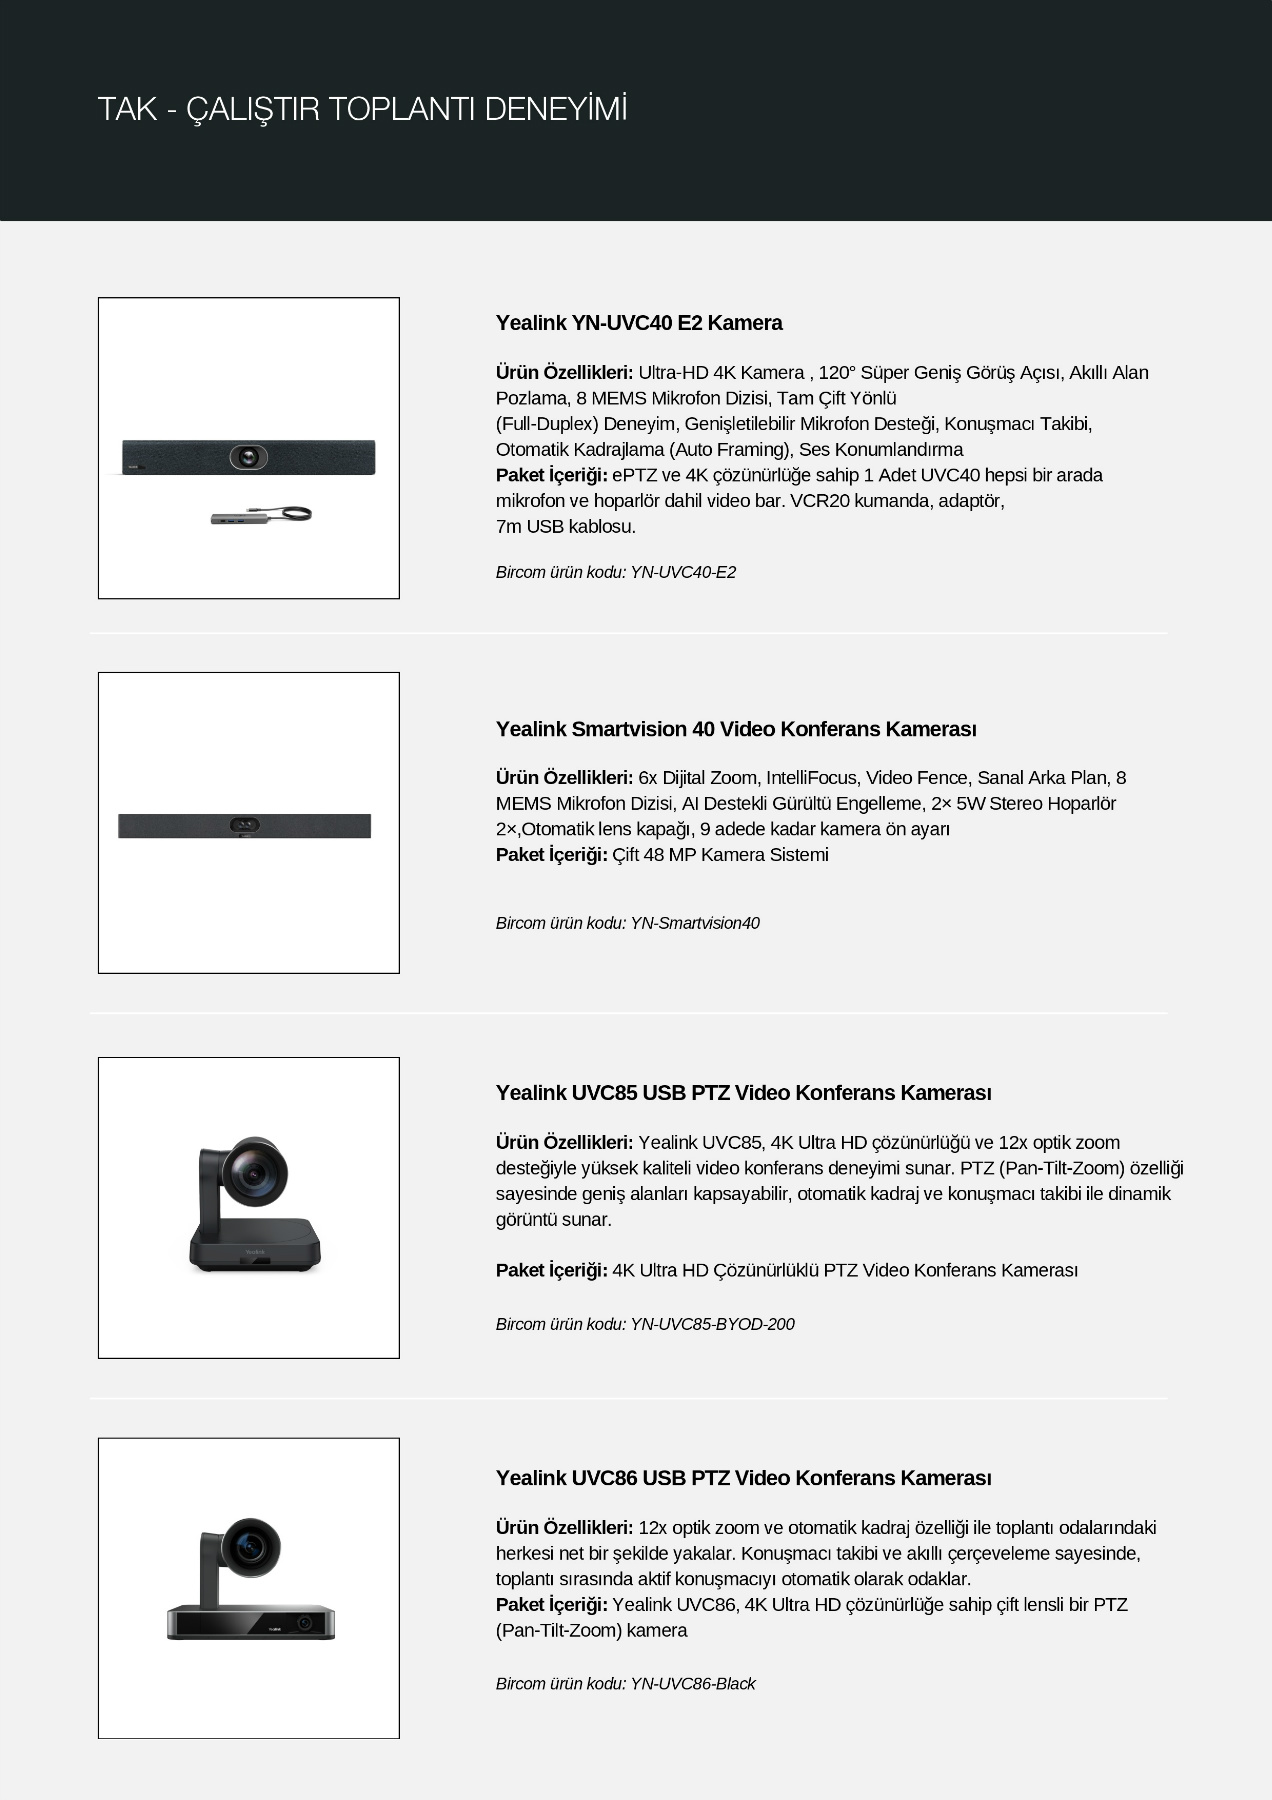 TAK - ÇALIŞTIR TOPLANTI DENEYİMİ
Yealink YN-UVC40 E2 Kamera
Ürün Özellikleri: Ultra-HD 4K Kamera , 120° Süper Geniş Görüş Açısı, Akıllı Alan
Pozlama, 8 MEMS Mikrofon Dizisi, Tam Çift Yönlü
(Full-Duplex) Deneyim, Genişletilebilir Mikrofon Desteği, Konuşmacı Takibi,
Otomatik Kadrajlama (Auto Framing), Ses Konumlandırma
Paket İçeriği: ePTZ ve 4K çözünürlüğe sahip 1 Adet UVC40 hepsi bir arada
mikrofon ve hoparlör dahil video bar. VCR20 kumanda, adaptör,
7m USB kablosu.
Bircom ürün kodu: YN-UVC40-E2
Yealink Smartvision 40 Video Konferans Kamerası
Ürün Özellikleri: 6x Dijital Zoom, IntelliFocus, Video Fence, Sanal Arka Plan, 8
MEMS Mikrofon Dizisi, AI Destekli Gürültü Engelleme, 2× 5W Stereo Hoparlör
2×,Otomatik lens kapağı, 9 adede kadar kamera ön ayarı
Paket İçeriği: Çift 48 MP Kamera Sistemi
Bircom ürün kodu: YN-Smartvision40
Yealink UVC85 USB PTZ Video Konferans Kamerası
Ürün Özellikleri: Yealink UVC85, 4K Ultra HD çözünürlüğü ve 12x optik zoom
desteğiyle yüksek kaliteli video konferans deneyimi sunar. PTZ (Pan-Tilt-Zoom) özelliği
sayesinde geniş alanları kapsayabilir, otomatik kadraj ve konuşmacı takibi ile dinamik
görüntü sunar.
Yealink
Paket İçeriği: 4K Ultra HD Çözünürlüklü PTZ Video Konferans Kamerası
Bircom ürün kodu: YN-UVC85-BYOD-200
Yealink UVC86 USB PTZ Video Konferans Kamerası
Ürün Özellikleri: 12x optik zoom ve otomatik kadraj özelliği ile toplantı odalarındaki
herkesi net bir şekilde yakalar. Konuşmacı takibi ve akıllı çerçeveleme sayesinde,
toplantı sırasında aktif konuşmacıyı otomatik olarak odaklar.
Paket İçeriği: Yealink UVC86, 4K Ultra HD çözünürlüğe sahip çift lensli bir PTZ
(Pan-Tilt-Zoom) kamera
Yealink
Bircom ürün kodu: YN-UVC86-Black